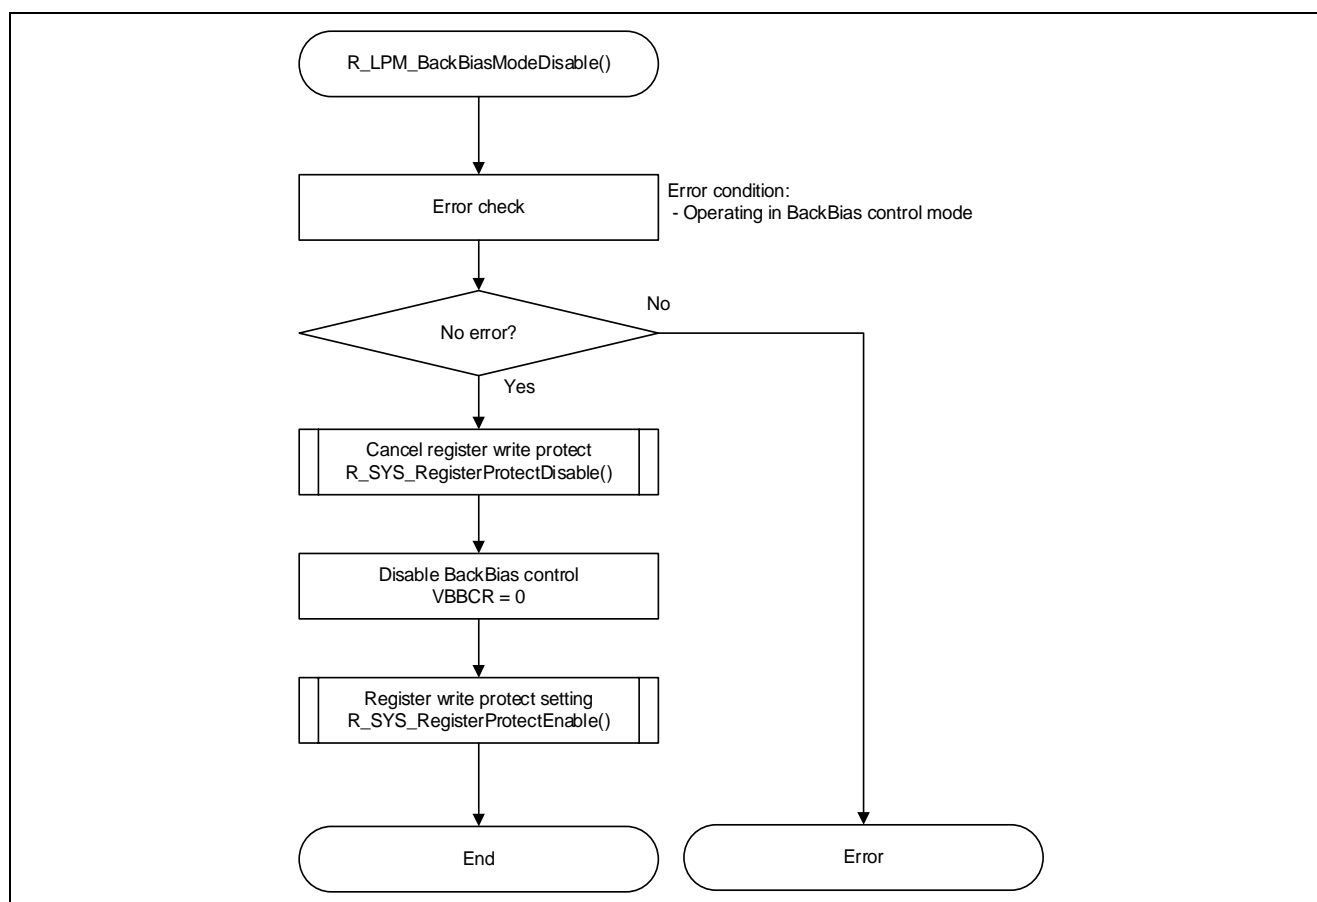 R_LPM_BackBiasModeDisable()
Error check
Error condition:
- Operating in BackBias control mode
No
No error?
Yes
Cancel register write protect
R_SYS_RegisterProtectDisable()
Disable BackBias control
VBBCR = 0
Register write protect setting
R_SYS_RegisterProtectEnable()
End
Error